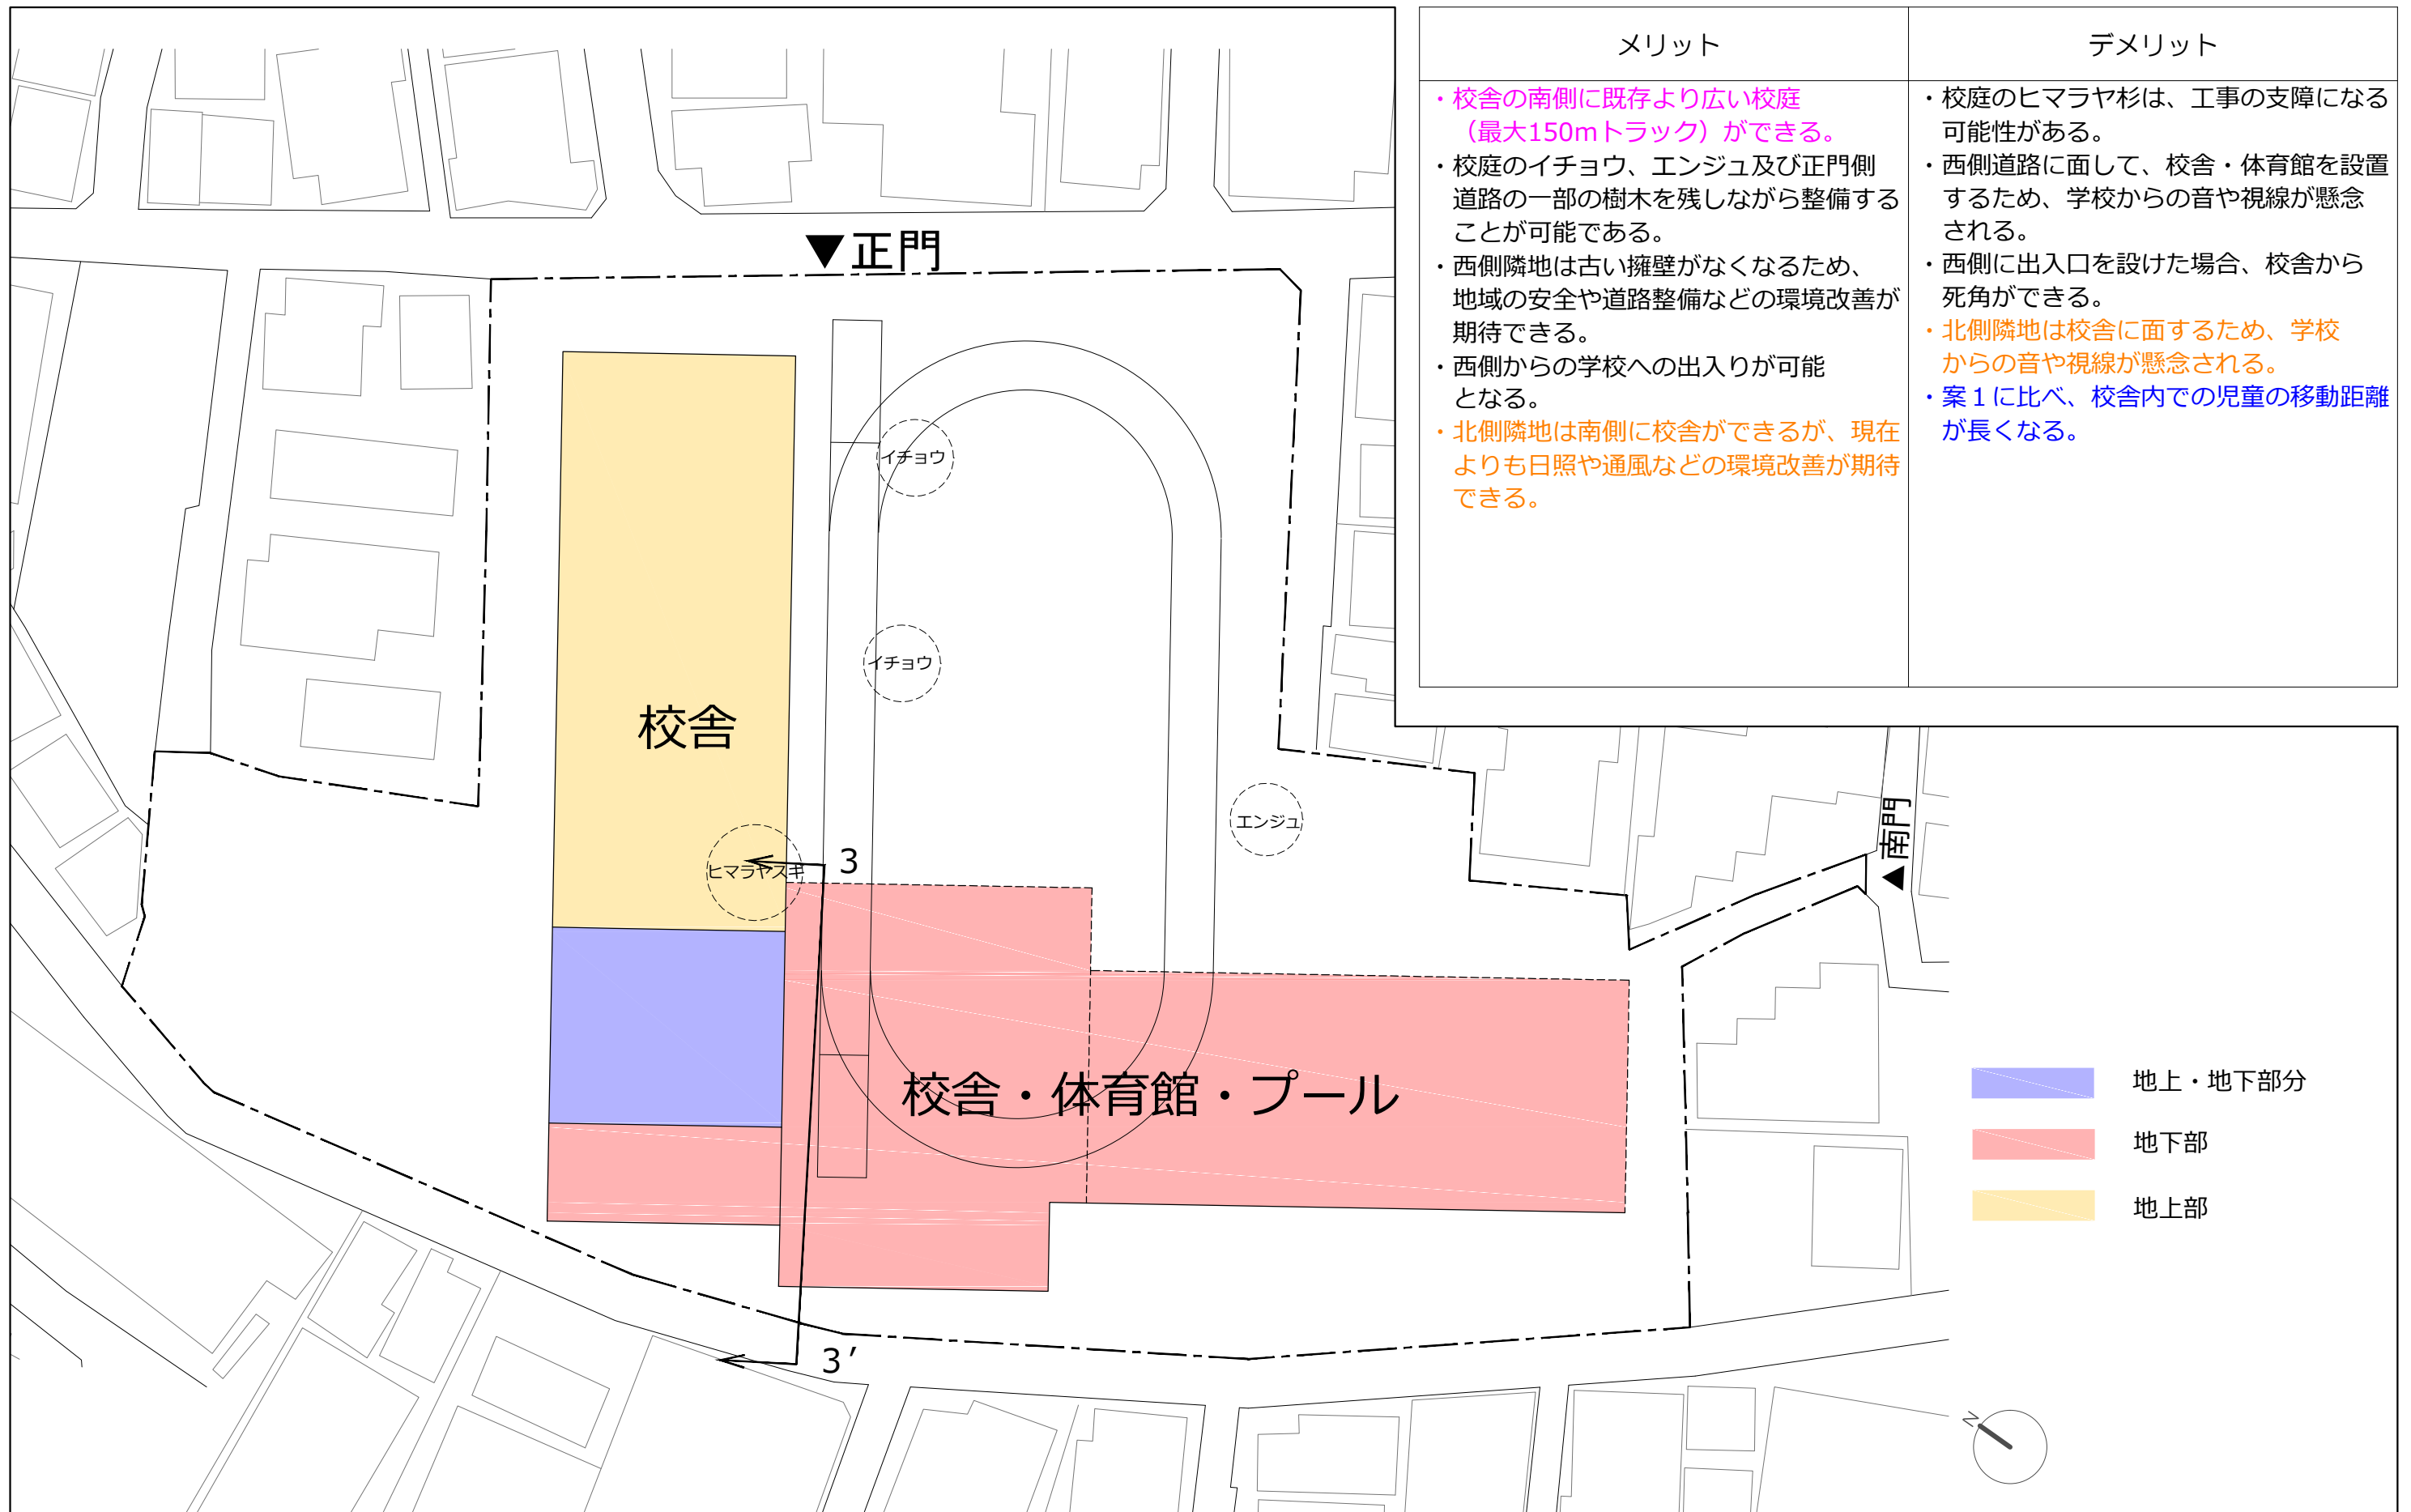 メリット
・校舎の南側に既存より広い校庭
（最大150mトラック）ができる。
・校庭のイチョウ、エンジュ及び正門側
道路の一部の樹木を残しながら整備する
ことが可能である。
・西側隣地は古い擁壁がなくなるため、
地域の安全や道路整備などの環境改善が
期待できる。
・西側からの学校への出入りが可能
となる。
・北側隣地は南側に校舎ができるが、現在
よりも日照や通風などの環境改善が期待
できる。
デメリット
・校庭のヒマラヤ杉は、工事の支障になる
可能性がある。
・西側道路に面して、校舎・体育館を設置
するため、学校からの音や視線が懸念
される。
・西側に出入口を設けた場合、校舎から
死角ができる。
・北側隣地は校舎に面するため、学校
からの音や視線が懸念される。
・案１に比べ、校舎内での児童の移動距離
が長くなる。
▼正門
イチョウ
イチョウ
校舎
エンジュ
ヒマラヤスギ
3
▲南門
校舎・体育館・プール
3′
地上・地下部分
地下部
地上部
N